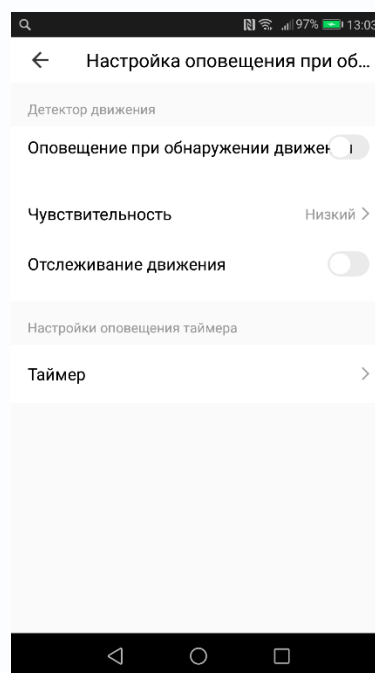 97% 13:03
Настройка оповещения при об...
Детектор движения
Оповещение при обнаружении движен
Чувствительность Низкий >
Отслеживание движения
Настройки оповещения таймера
Таймер >